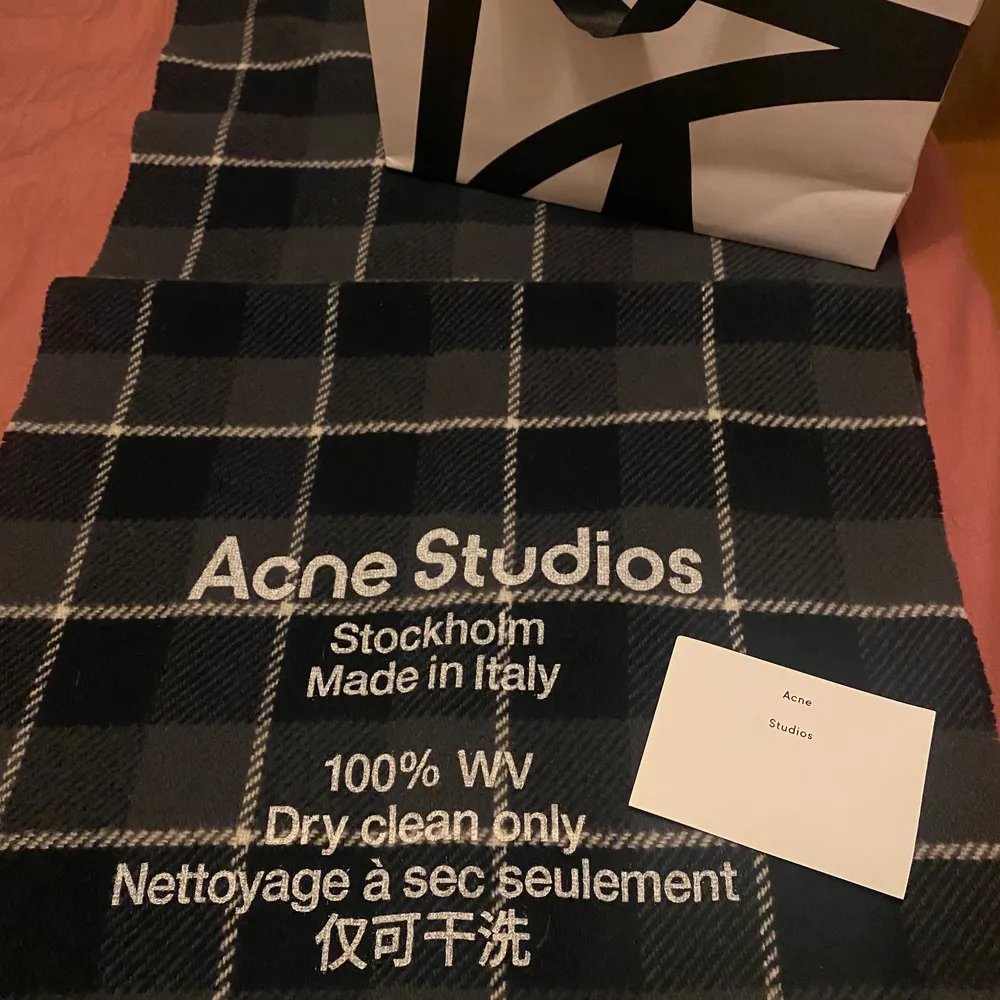 Acne Studios
Stockholm
Made in Italy
100% WV
Dry clean only
Nettoyage à sec seulement
仅可干洗
Acne
Studios